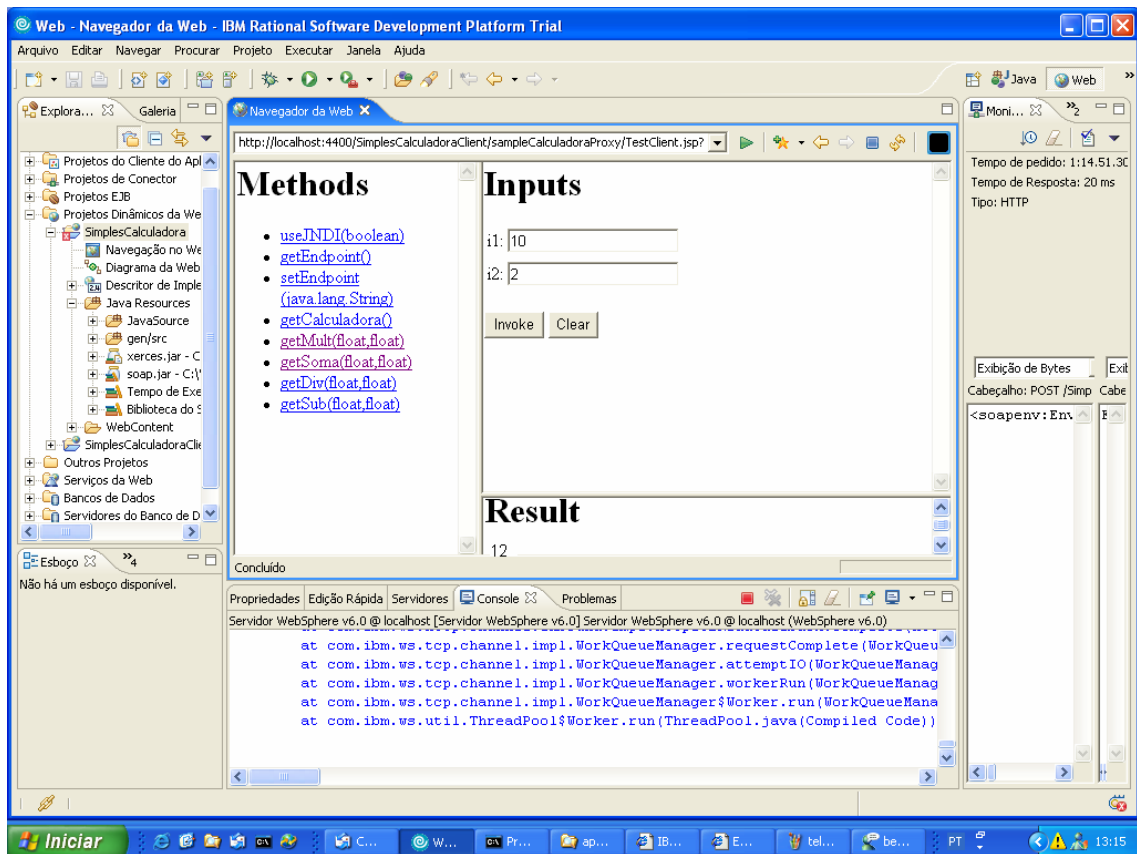 Web - Navegador da Web - IBM Rational Software Development Platform Trial
Arquivo Editar Navegar Procurar Projeto Executar Janela Ajuda
Java Web »
Explora... Galeria
Projetos do Cliente do Apl
Projetos de Conector
Projetos EJB
Projetos Dinâmicos da We
SimplesCalculadora
Navegação no We
Diagrama da Web
Descritor de Imple
Java Resources
JavaSource
gen/src
xerces.jar - C
soap.jar - C:\
Tempo de Exe
Biblioteca do S
WebContent
SimplesCalculadoraClie
Outros Projetos
Serviços da Web
Bancos de Dados
Servidores do Banco de D
Esboço »4
Não há um esboço disponível.
Navegador da Web
http://localhost:4400/SimplesCalculadoraClient/sampleCalculadoraProxy/TestClient.jsp?
Methods
useJNDI(boolean)
getEndpoint()
setEndpoint
(java.lang.String)
getCalculadora()
getMult(float,float)
getSoma(float,float)
getDiv(float,float)
getSub(float,float)
Inputs
i1: 10
i2: 2
Invoke Clear
Result
12
Concluído
Propriedades Edição Rápida Servidores Console Problemas
Servidor WebSphere v6.0 @ localhost [Servidor WebSphere v6.0] Servidor WebSphere v6.0 @ localhost (WebSphere v6.0)
at com.ibm.ws.tcp.channel.impl.WorkQueueManager.requestComplete(WorkQueu
at com.ibm.ws.tcp.channel.impl.WorkQueueManager.attemptIO(WorkQueueManag
at com.ibm.ws.tcp.channel.impl.WorkQueueManager.workerRun(WorkQueueManag
at com.ibm.ws.tcp.channel.impl.WorkQueueManager$Worker.run(WorkQueueMana
at com.ibm.ws.util.ThreadPool$Worker.run(ThreadPool.java(Compiled Code))
Moni... »2
Tempo de pedido: 1:14.51.30
Tempo de Resposta: 20 ms
Tipo: HTTP
Exibição de Bytes Exib
Cabeçalho: POST /Simp Cabe
<soapenv:Env
Iniciar C... W... Pr... ap... IB... E... tel... be... PT 13:15